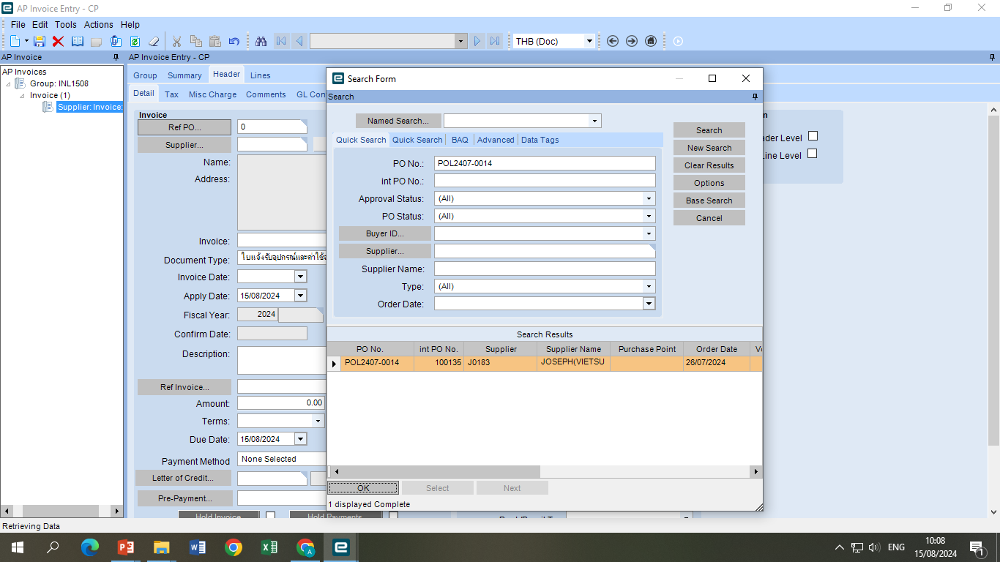 AP Invoice Entry - CP
File Edit Tools Actions Help
THB (Doc)
AP Invoice
AP Invoice Entry - CP
AP Invoices
Group: INL1508
Invoice (1)
Supplier: Invoice:
Group Summary Header Lines
Detail Tax Misc Charge Comments GL Con
Invoice
Ref PO... 0
Supplier...
Name:
Address:
Invoice:
Document Type: ใบแจ้งรับอุปกรณ์และค่าใช้จ
Invoice Date:
Apply Date: 15/08/2024
Fiscal Year: 2024
Confirm Date:
Description:
Ref Invoice...
Amount: 0.00
Terms:
Due Date: 15/08/2024
Payment Method None Selected
Letter of Credit...
Pre-Payment...
Hold Invoice Hold Payments
ader Level
ine Level
Search Form
Search
Named Search...
Quick Search Quick Search BAQ Advanced Data Tags
PO No.: POL2407-0014
int PO No.:
Approval Status: (All)
PO Status: (All)
Buyer ID...
Supplier...
Supplier Name:
Type: (All)
Order Date:
Search
New Search
Clear Results
Options
Base Search
Cancel
Search Results
PO No. int PO No. Supplier Supplier Name Purchase Point Order Date
POL2407-0014 100135 J0183 JOSEPH(VIETSU 26/07/2024
OK Select Next
1 displayed Complete
Retrieving Data
ENG
10:08
15/08/2024
1